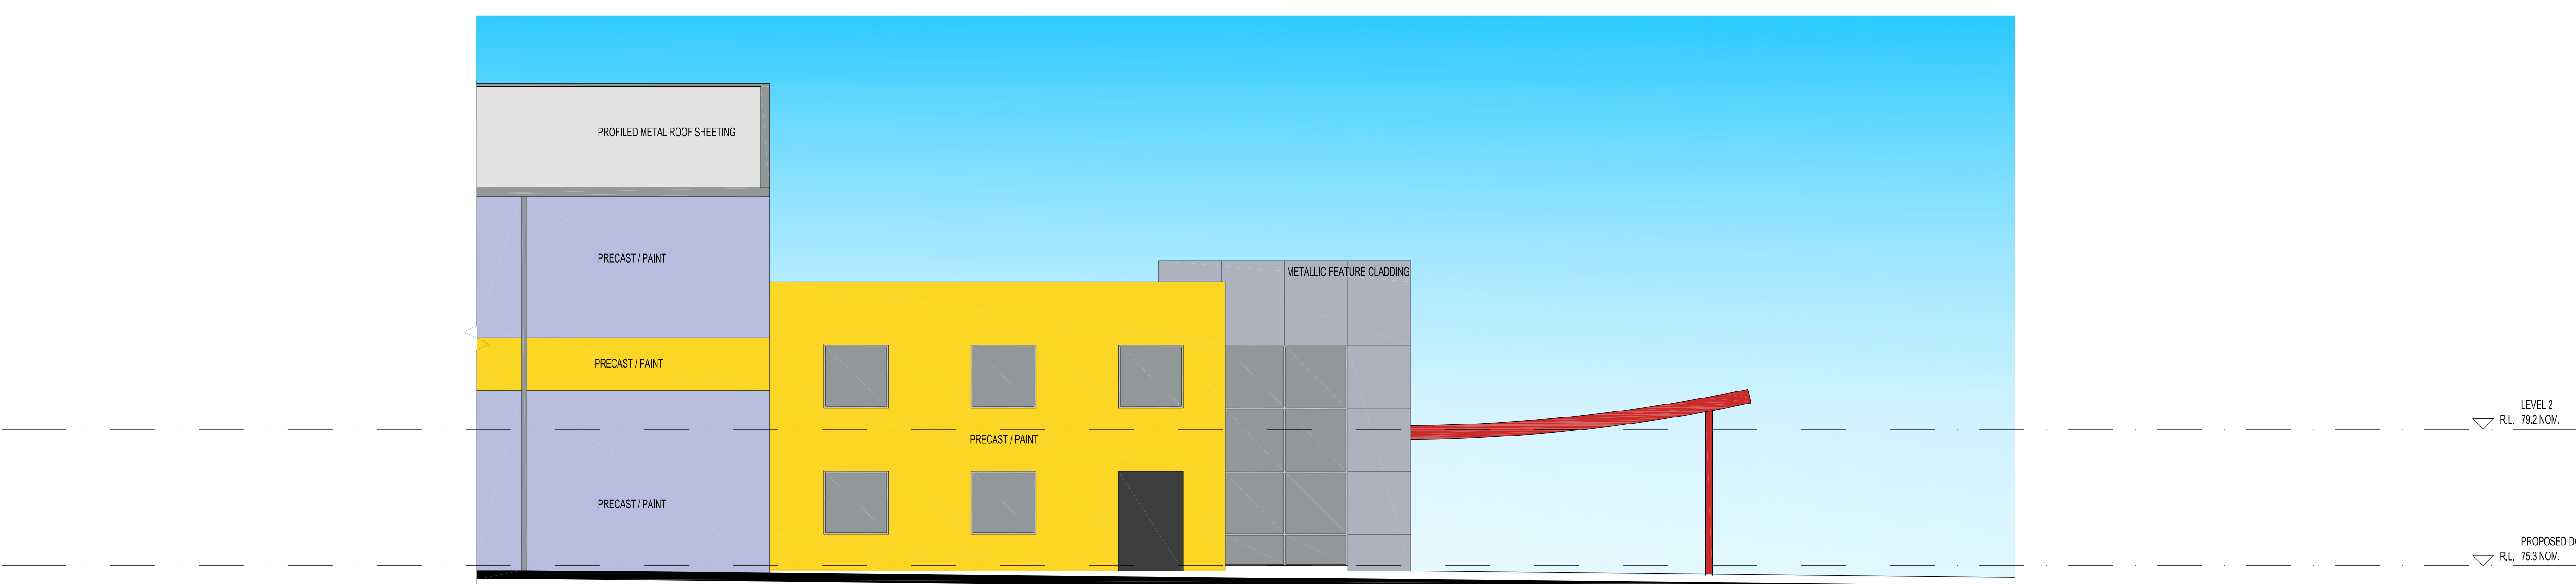 PROFILED METAL ROOF SHEETING
PRECAST / PAINT
METALLIC FEATURE CLADDING
PRECAST / PAINT
PRECAST / PAINT
PRECAST / PAINT
LEVEL 2
R.L. 79.2 NOM.
PROPOSED
R.L. 75.3 NOM.